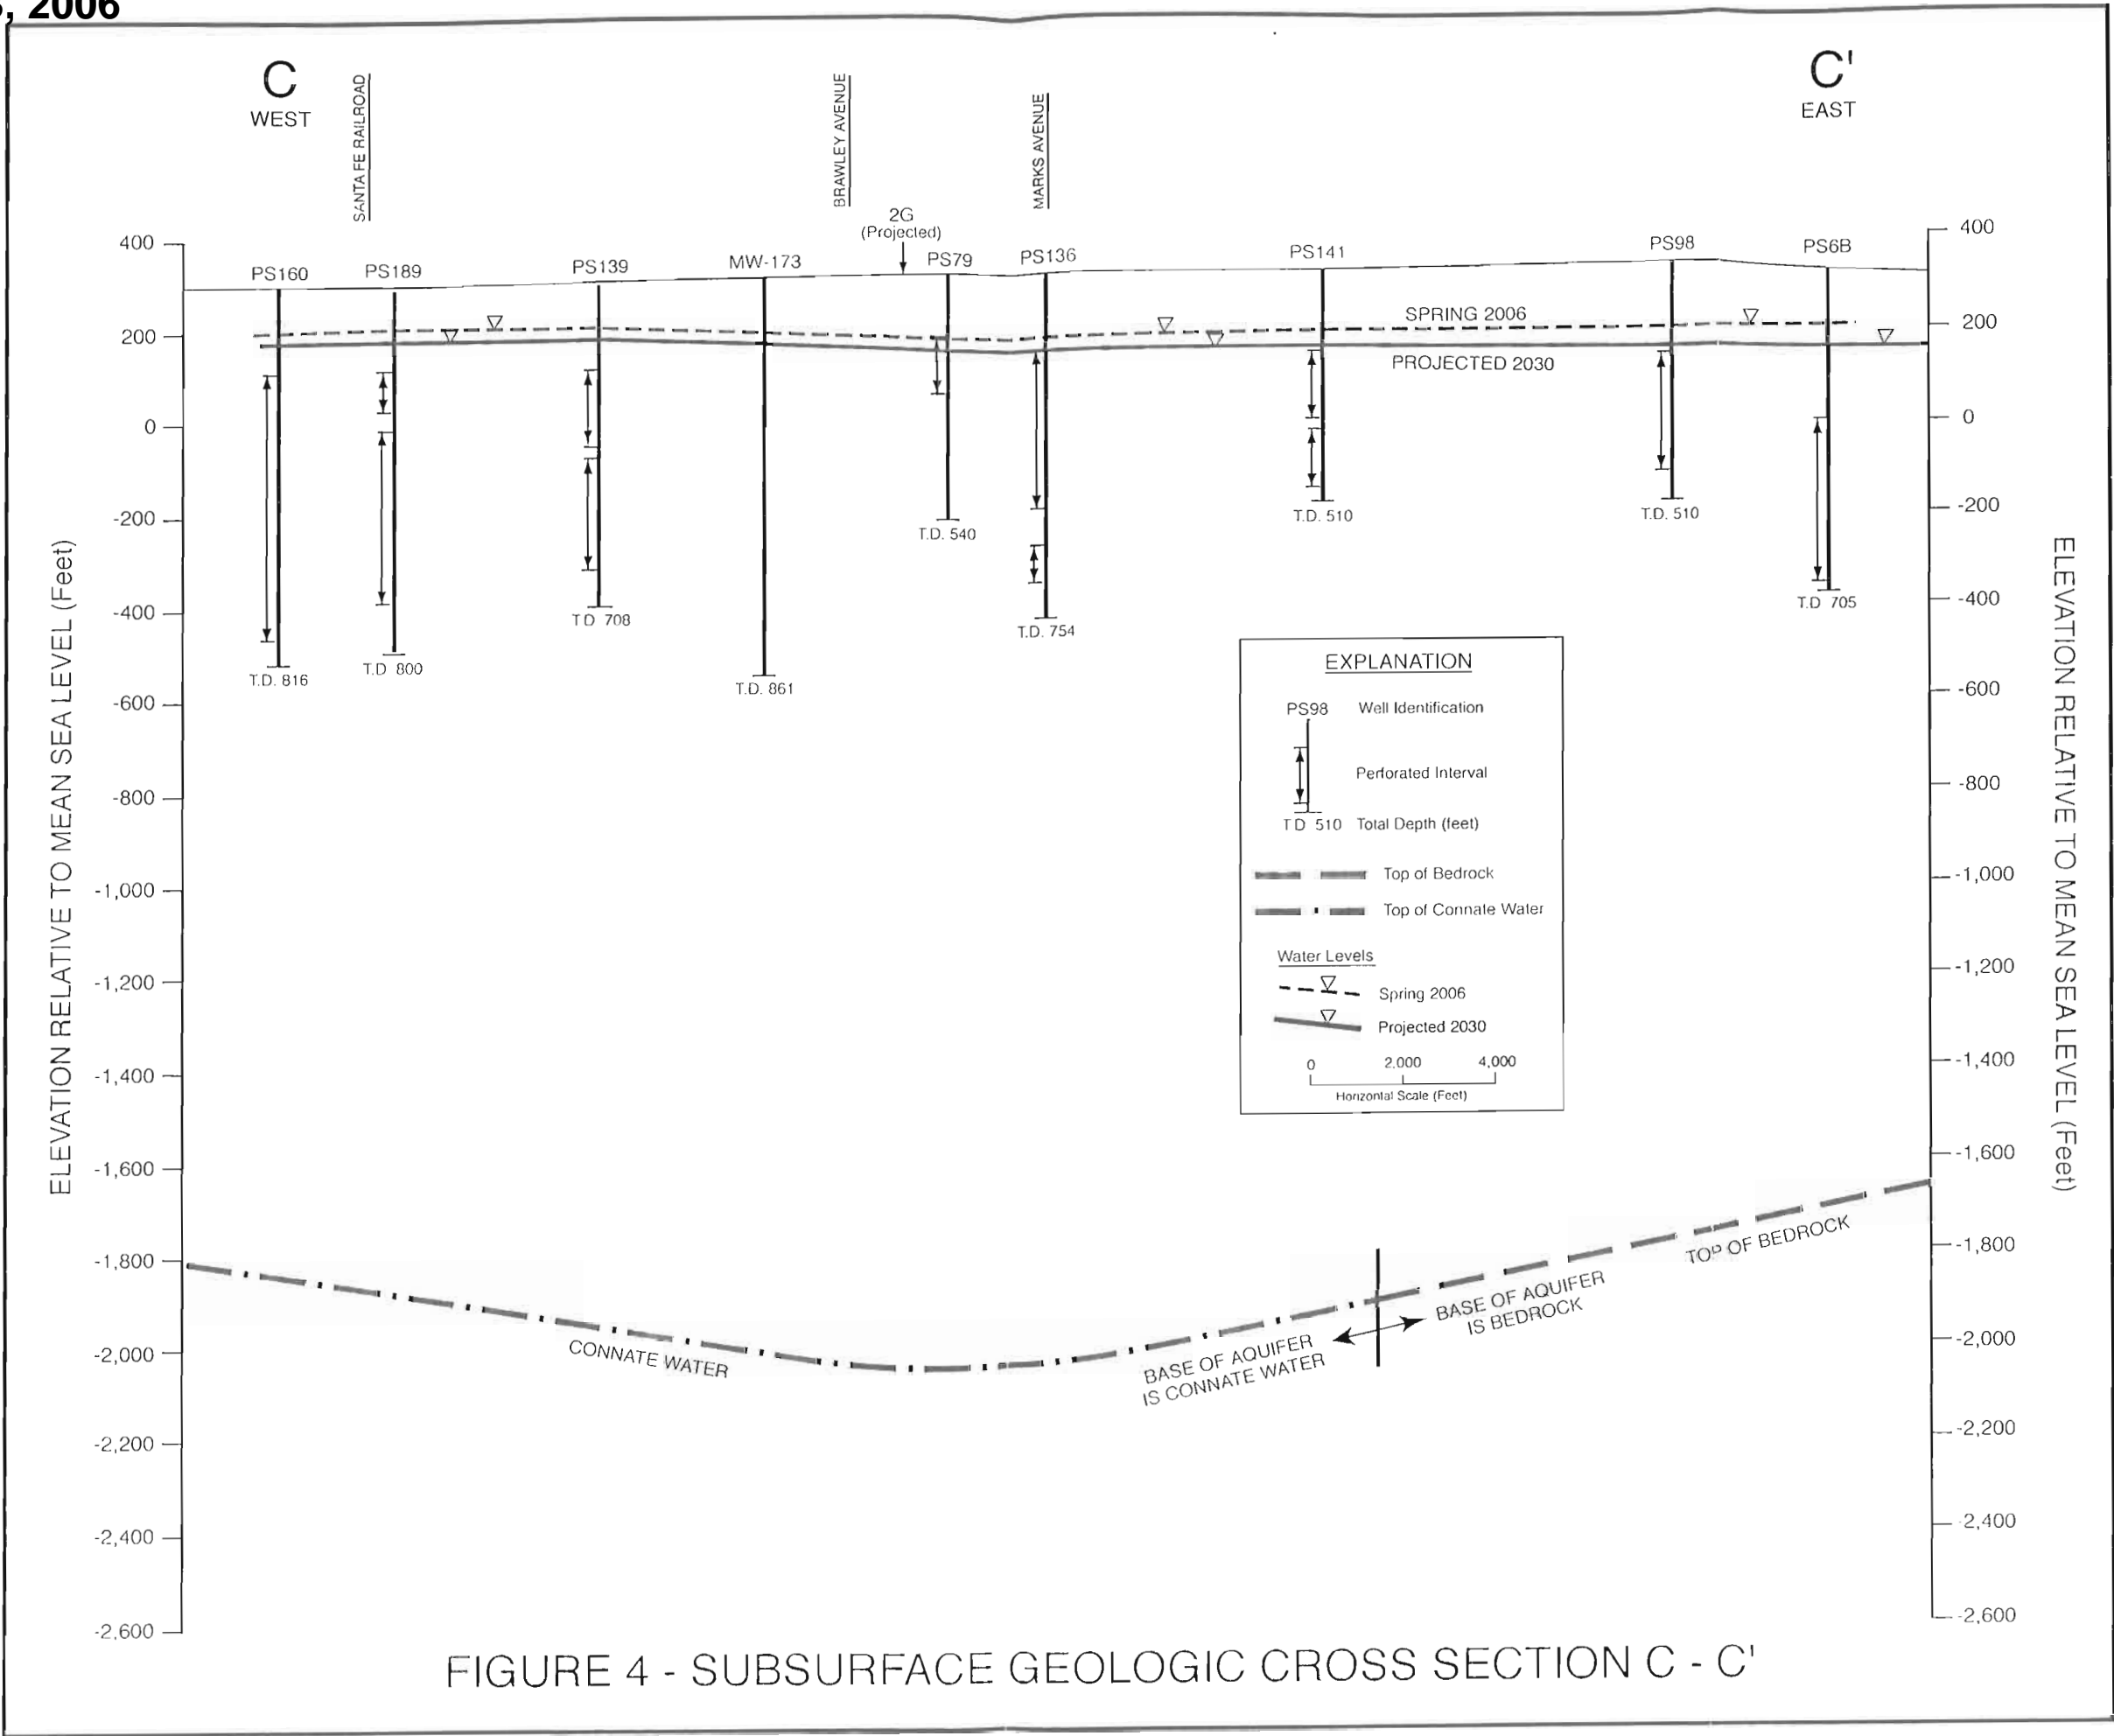 , 2006
C
WEST
SANTA FE RAILROAD
BRAWLEY AVENUE
MARKS AVENUE
C'
EAST
2G
(Projected)
PS160
PS189
PS139
MW-173
PS79
PS136
PS141
PS98
PS6B
SPRING 2006
PROJECTED 2030
T.D. 816
T.D 800
T D 708
T.D. 861
T.D. 540
T.D. 754
T.D. 510
T.D. 510
T.D 705
ELEVATION RELATIVE TO MEAN SEA LEVEL (Feet)
400
200
0
-200
-400
-600
-800
-1,000
-1,200
-1,400
-1,600
-1,800
-2,000
-2,200
-2,400
-2,600
400
200
0
-200
-400
-600
-800
-1,000
-1,200
-1,400
-1,600
-1,800
-2,000
-2,200
-2,400
-2,600
ELEVATION RELATIVE TO MEAN SEA LEVEL (Feet)
EXPLANATION
PS98 Well Identification
Perforated Interval
T D 510 Total Depth (feet)
Top of Bedrock
Top of Connate Water
Water Levels
Spring 2006
Projected 2030
0 2,000 4,000
Horizontal Scale (Feet)
CONNATE WATER
BASE OF AQUIFER
IS CONNATE WATER
BASE OF AQUIFER
IS BEDROCK
TOP OF BEDROCK
FIGURE 4 - SUBSURFACE GEOLOGIC CROSS SECTION C - C'